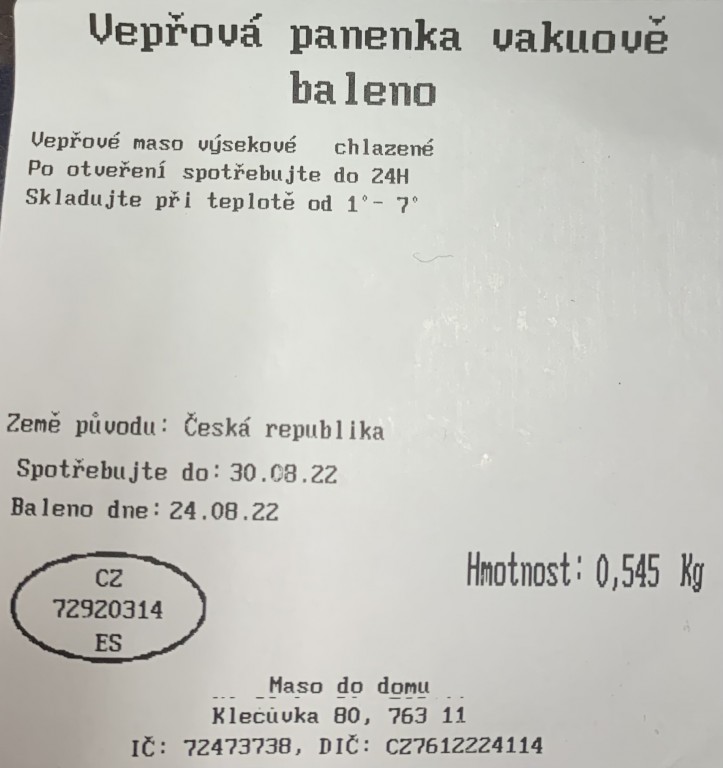 Vepřová panenka vakuově
baleno
Vepřové maso výsekové chlazené
Po otveření spotřebujte do 24H
Skladujte při teplotě od 1°- 7°
Země původu: Česká republika
Spotřebujte do: 30.08.22
Baleno dne: 24.08.22
Hmotnost: 0,545 Kg
CZ
72920314
ES
Maso do domu
Klečůvka 80, 763 11
IČ: 72473738, DIČ: CZ7612224114